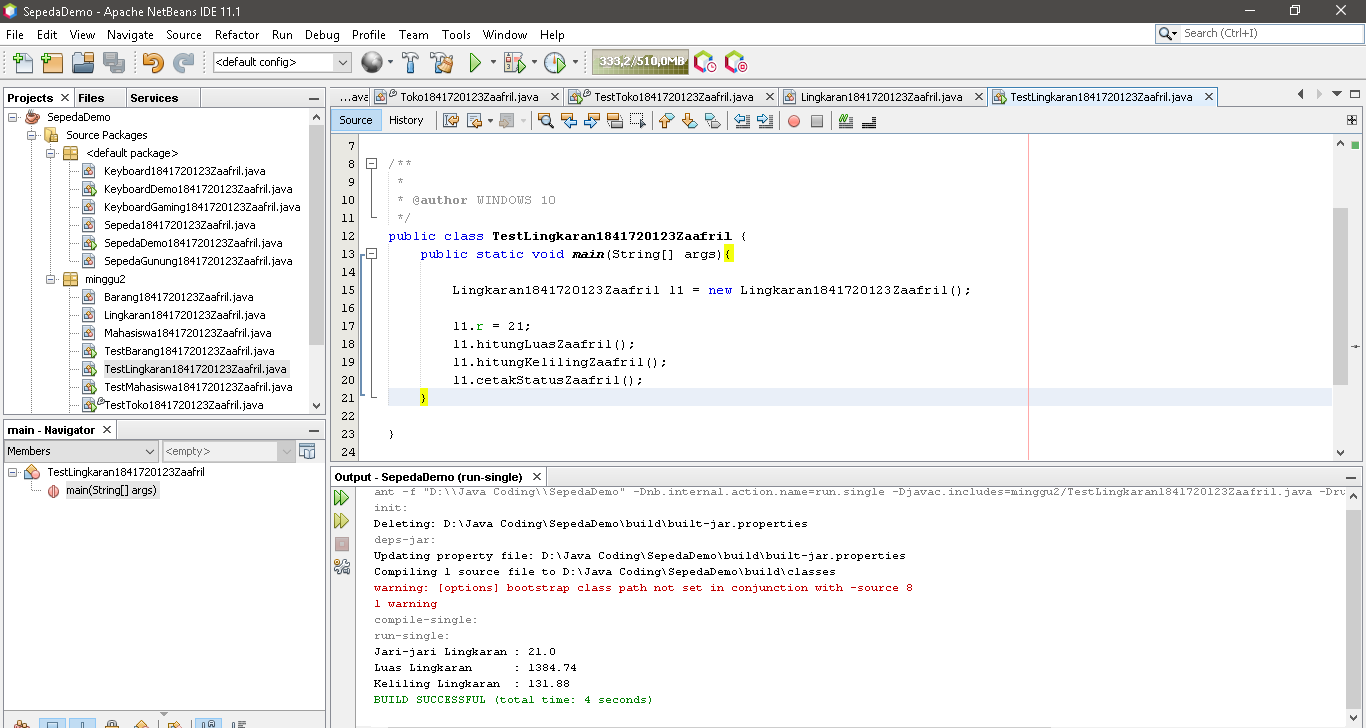 SepedaDemo - Apache NetBeans IDE 11.1
File Edit View Navigate Source Refactor Run Debug Profile Team Tools Window Help
Search (Ctrl+I)
<default config>
333,2/510,0MB
Projects Files Services
...ava Toko1841720123Zaafril.java TestToko1841720123Zaafril.java Lingkaran1841720123Zaafril.java TestLingkaran1841720123Zaafril.java
Source History
SepedaDemo
Source Packages
<default package>
Keyboard1841720123Zaafril.java
KeyboardDemo1841720123Zaafril.java
KeyboardGaming1841720123Zaafril.java
Sepeda1841720123Zaafril.java
SepedaDemo1841720123Zaafril.java
SepedaGunung1841720123Zaafril.java
minggu2
Barang1841720123Zaafril.java
Lingkaran1841720123Zaafril.java
Mahasiswa1841720123Zaafril.java
TestBarang1841720123Zaafril.java
TestLingkaran1841720123Zaafril.java
TestMahasiswa1841720123Zaafril.java
TestToko1841720123Zaafril.java
main - Navigator
Members <empty>
TestLingkaran1841720123Zaafril
main(String[] args)
7
8 /**
9 *
10 * @author WINDOWS 10
11 */
12 public class TestLingkaran1841720123Zaafril {
13 public static void main(String[] args){
14
15 Lingkaran1841720123Zaafril l1 = new Lingkaran1841720123Zaafril();
16
17 l1.r = 21;
18 l1.hitungLuasZaafril();
19 l1.hitungKelilingZaafril();
20 l1.cetakStatusZaafril();
21 }
22
23 }
24
Output - SepedaDemo (run-single)
ant -f "D:\\Java Coding\\SepedaDemo" -Dnb.internal.action.name=run.single -Djavac.includes=minggu2/TestLingkaran1841720123Zaafril.java -Dru
init:
Deleting: D:\Java Coding\SepedaDemo\build\built-jar.properties
deps-jar:
Updating property file: D:\Java Coding\SepedaDemo\build\built-jar.properties
Compiling 1 source file to D:\Java Coding\SepedaDemo\build\classes
warning: [options] bootstrap class path not set in conjunction with -source 8
1 warning
compile-single:
run-single:
Jari-jari Lingkaran : 21.0
Luas Lingkaran : 1384.74
Keliling Lingkaran : 131.88
BUILD SUCCESSFUL (total time: 4 seconds)